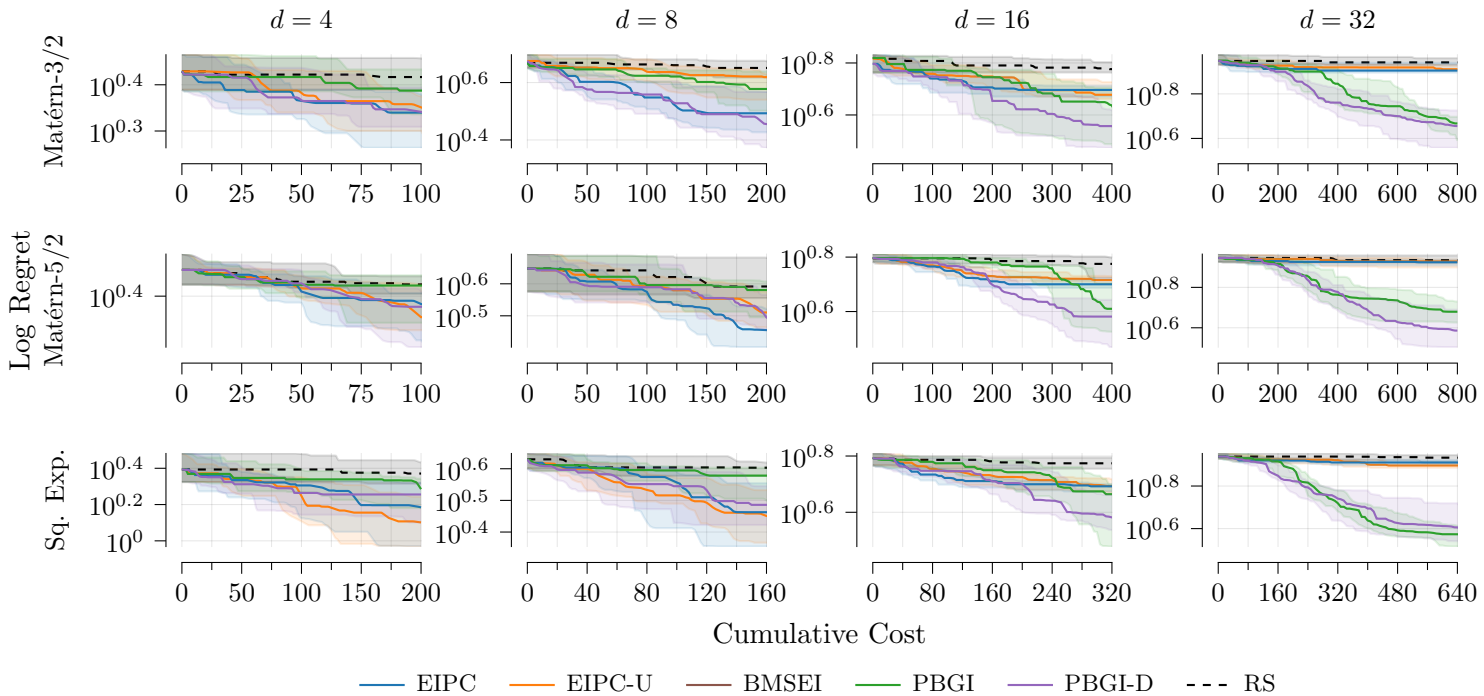 d = 4 d = 8 d = 16 d = 32
Log Regret
Matérn-3/2
10^0.4 10^0.3
0 25 50 75 100
10^0.6 10^0.4
0 50 100 150 200
10^0.8 10^0.6
0 100 200 300 400
10^0.8 10^0.6
0 200 400 600 800
Matérn-5/2
10^0.4
0 25 50 75 100
10^0.6 10^0.5
0 50 100 150 200
10^0.8 10^0.6
0 100 200 300 400
10^0.8 10^0.6
0 200 400 600 800
Sq. Exp.
10^0.4 10^0.2 10^0
0 50 100 150 200
10^0.6 10^0.5 10^0.4
0 40 80 120 160
10^0.8 10^0.6
0 80 160 240 320
10^0.8 10^0.6
0 160 320 480 640
Cumulative Cost
EIPC EIPC-U BMSEI PBGI PBGI-D RS